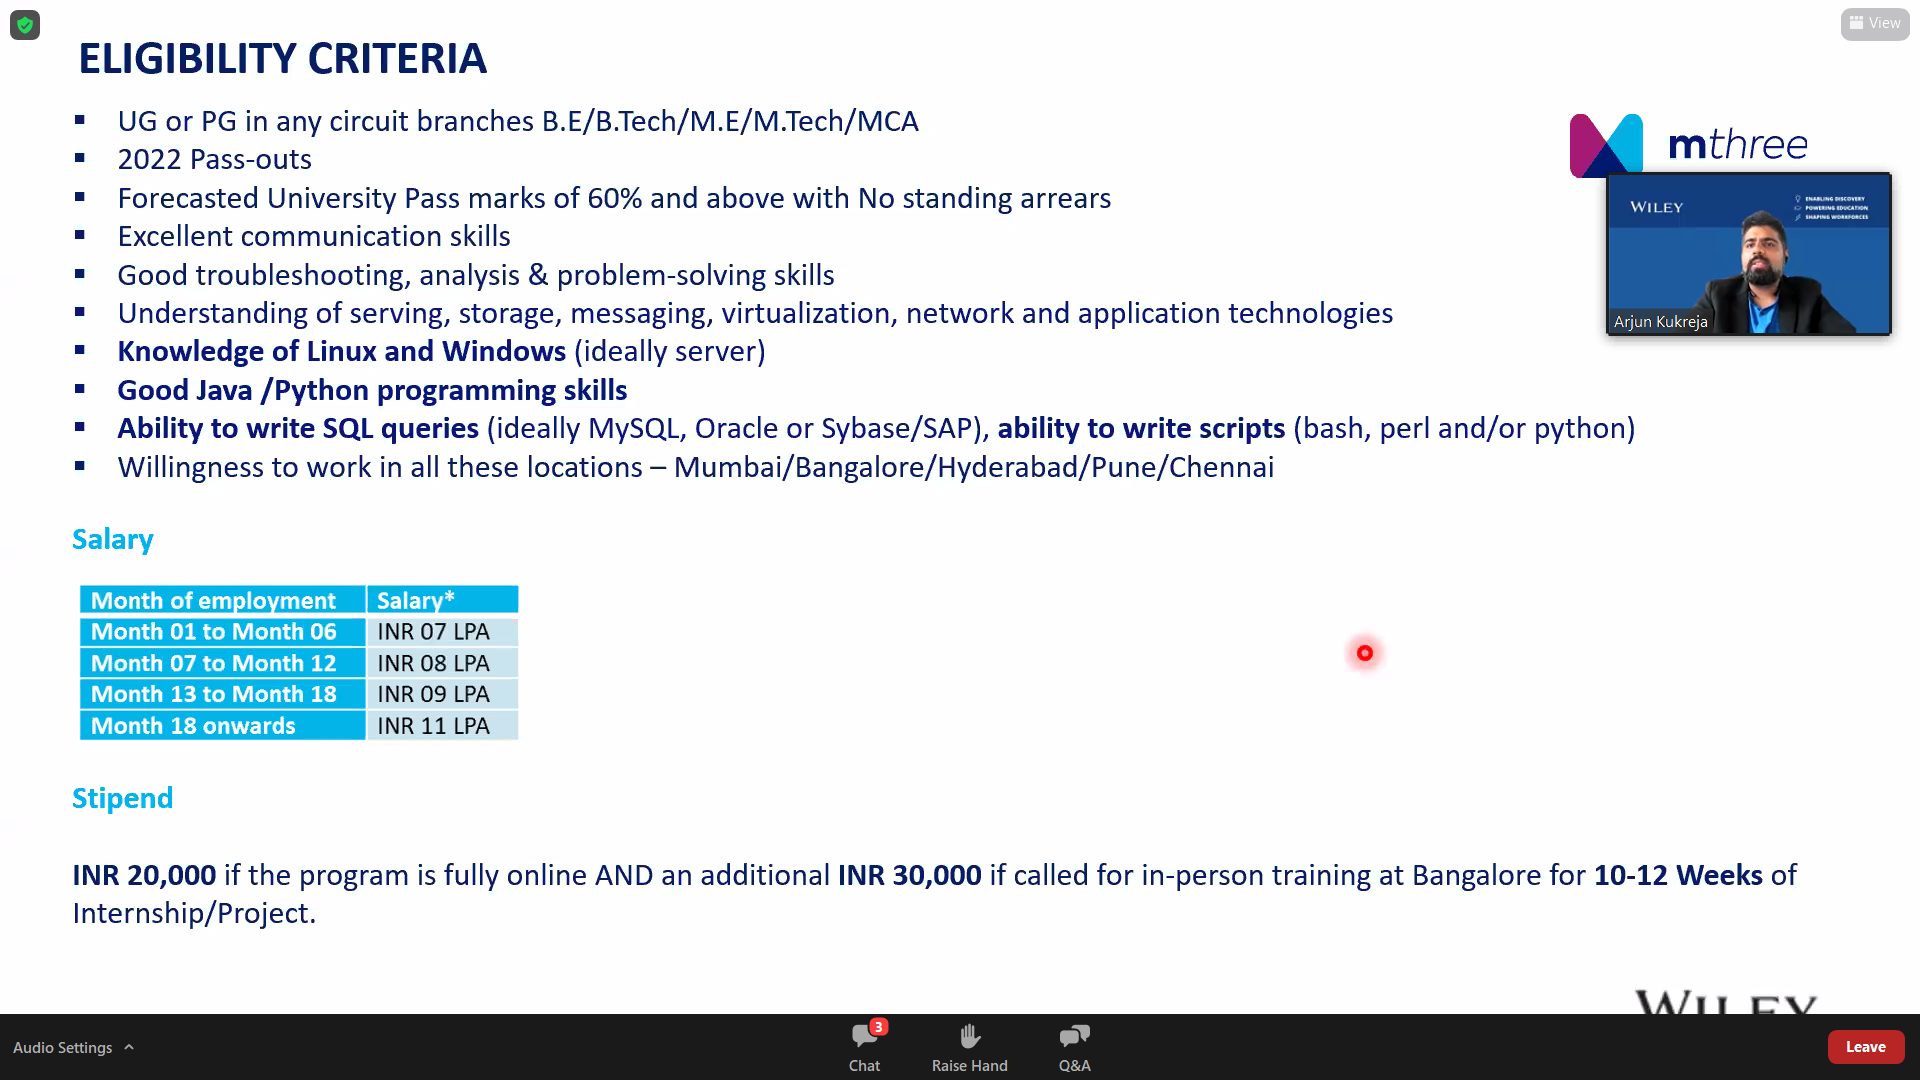 View
ELIGIBILITY CRITERIA
UG or PG in any circuit branches B.E/B.Tech/M.E/M.Tech/MCA
2022 Pass-outs
Forecasted University Pass marks of 60% and above with No standing arrears
Excellent communication skills
Good troubleshooting, analysis & problem-solving skills
Understanding of serving, storage, messaging, virtualization, network and application technologies
Knowledge of Linux and Windows (ideally server)
Good Java /Python programming skills
Ability to write SQL queries (ideally MySQL, Oracle or Sybase/SAP), ability to write scripts (bash, perl and/or python)
Willingness to work in all these locations – Mumbai/Bangalore/Hyderabad/Pune/Chennai
mthree
WILEY
ENABLING DISCOVERY
POWERING EDUCATION
SHAPING WORKFORCES
Arjun Kukreja
Salary
Month of employment Salary*
Month 01 to Month 06 INR 07 LPA
Month 07 to Month 12 INR 08 LPA
Month 13 to Month 18 INR 09 LPA
Month 18 onwards INR 11 LPA
Stipend
INR 20,000 if the program is fully online AND an additional INR 30,000 if called for in-person training at Bangalore for 10-12 Weeks of
Internship/Project.
WILEY
Audio Settings
3
Chat
Raise Hand
Q&A
Leave